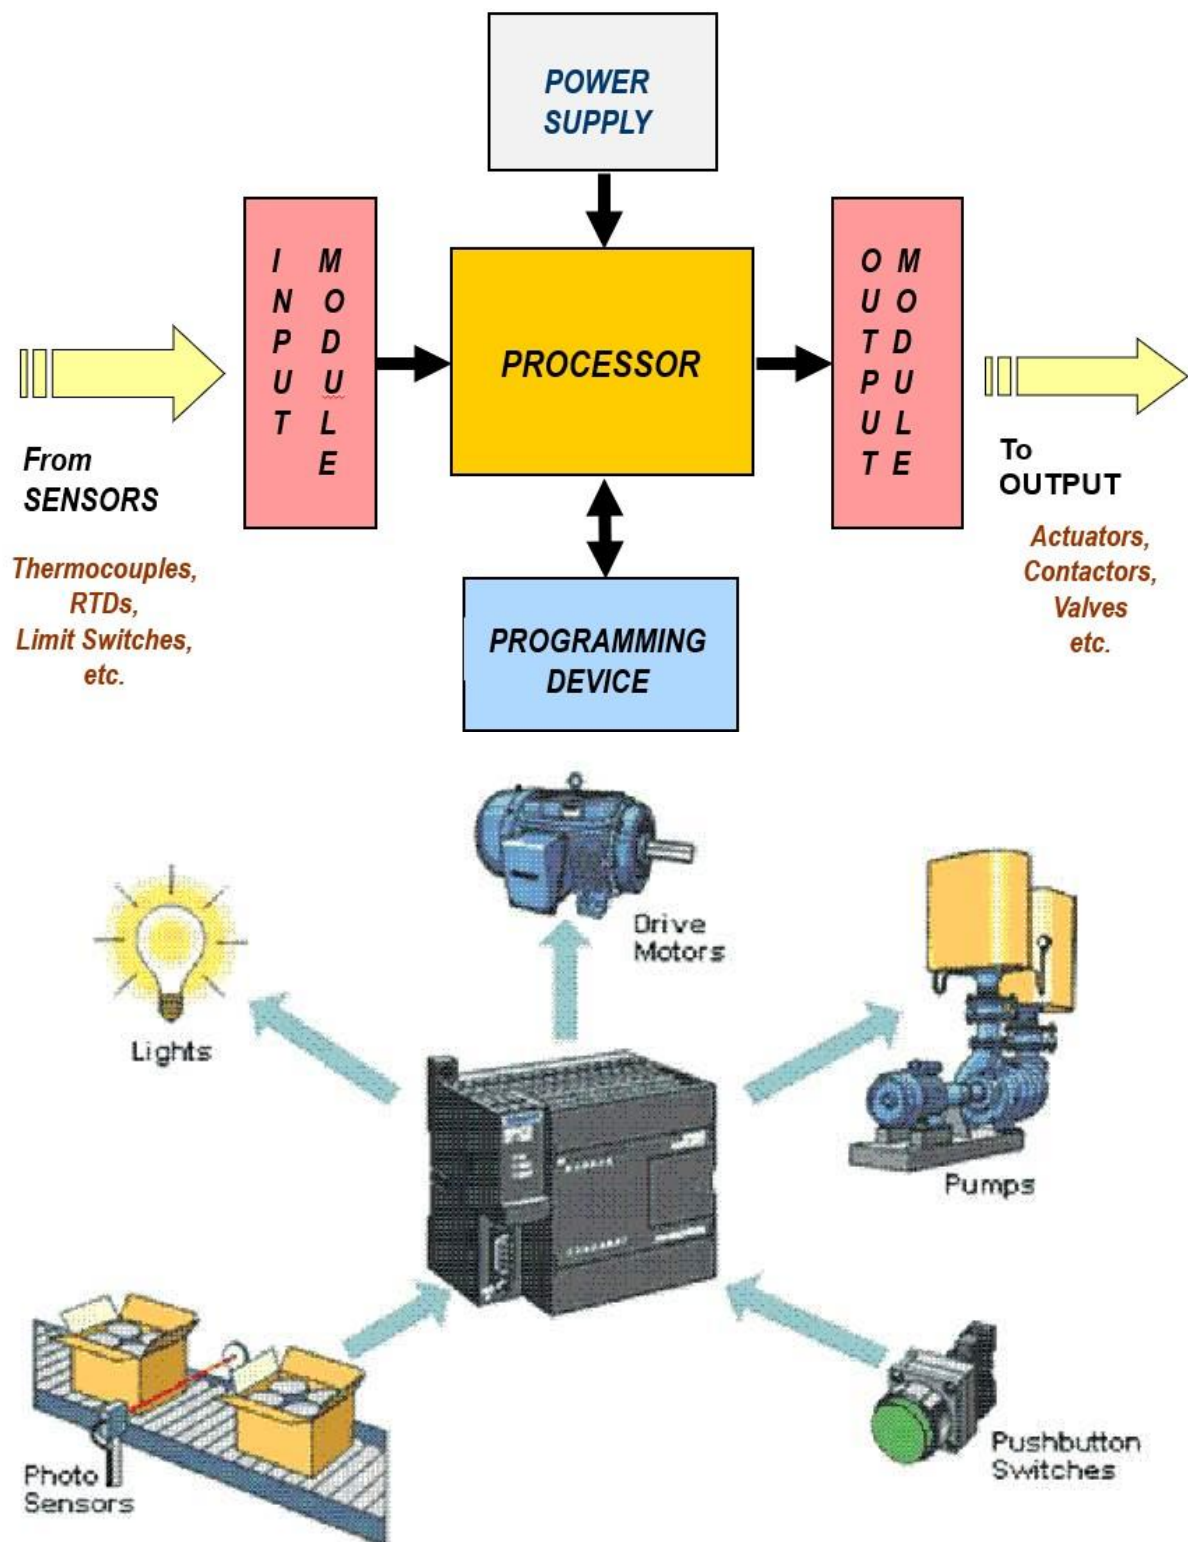 POWER
SUPPLY
INPUT MODULE
PROCESSOR
OUTPUT MODULE
From
SENSORS
Thermocouples,
RTDs,
Limit Switches,
etc.
To
OUTPUT
Actuators,
Contactors,
Valves
etc.
PROGRAMMING
DEVICE
Drive
Motors
Lights
Pumps
Photo
Sensors
Pushbutton
Switches